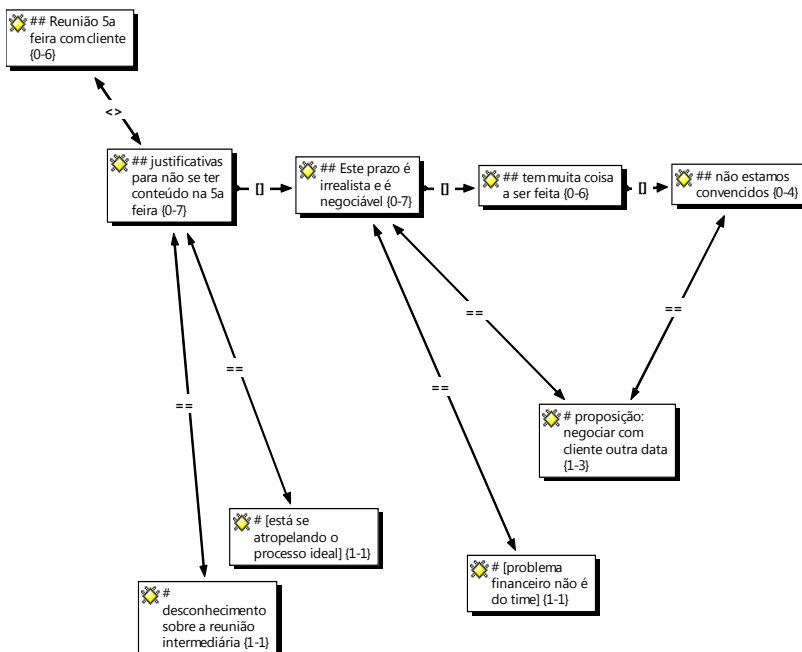 ## Reunião 5a
feira com cliente
{0-6}
<>
## justificativas
para não se ter
conteúdo na 5a
feira {0-7}
[]
## Este prazo é
irrealista e é
negociável {0-7}
[]
## tem muita coisa
a ser feita {0-6}
[]
## não estamos
convencidos {0-4}
==
==
==
==
==
# proposição:
negociar com
cliente outra data
{1-3}
# [está se
atropelando o
processo ideal] {1-1}
# [problema
financeiro não é
do time] {1-1}
#
desconhecimento
sobre a reunião
intermediária {1-1}